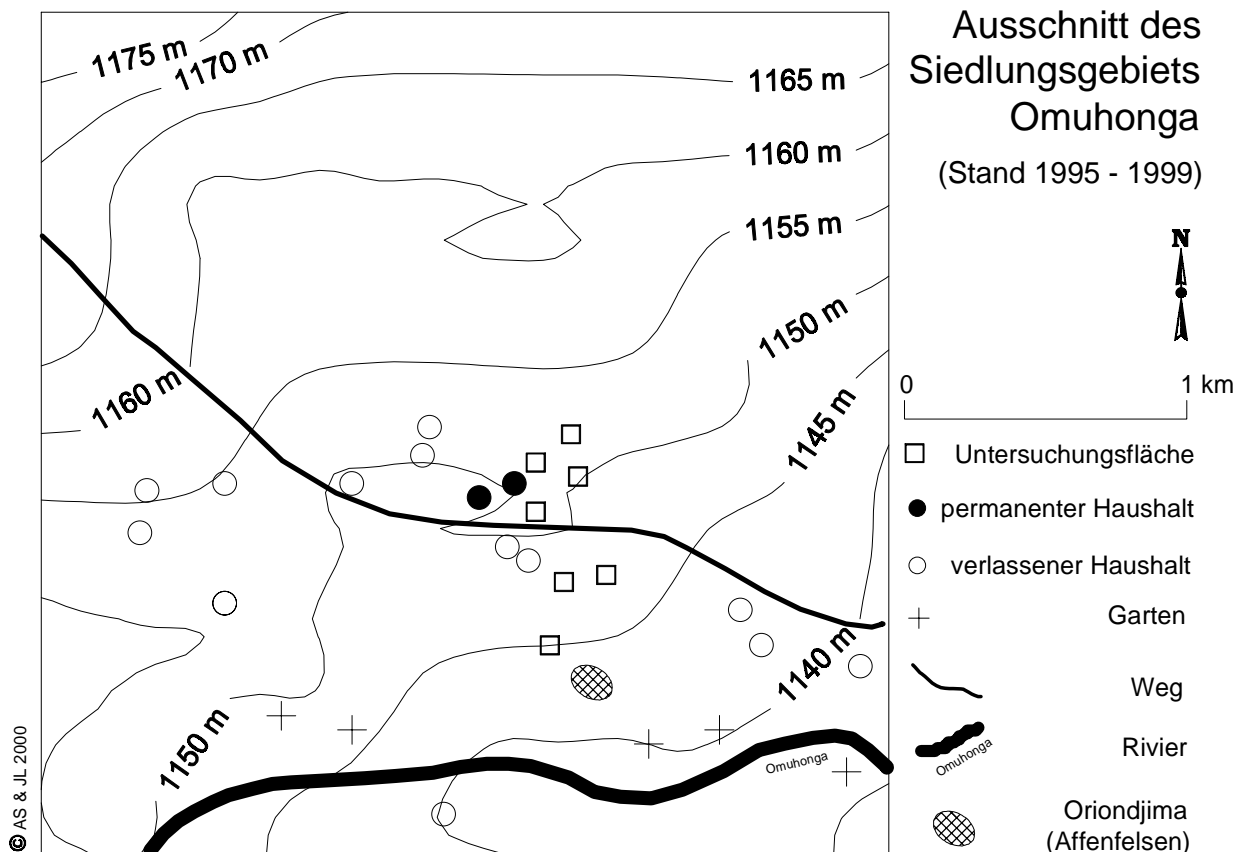 Ausschnitt des
Siedlungsgebiets
Omuhonga
(Stand 1995 - 1999)
N
0 1 km
Untersuchungsfläche
permanenter Haushalt
verlassener Haushalt
Garten
Weg
Rivier
Omuhonga
Oriondjima
(Affenfelsen)
1175 m
1170 m
1165 m
1160 m
1155 m
1150 m
1160 m
1145 m
1140 m
1150 m
Omuhonga
© AS & JL 2000